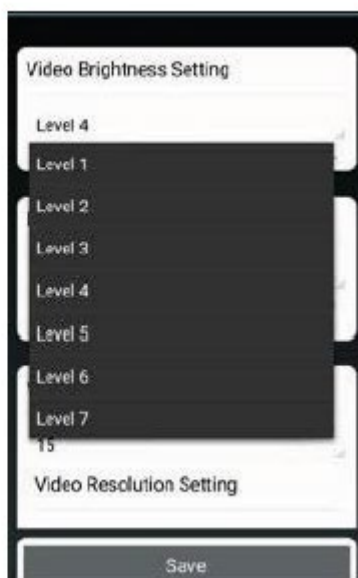 Video Brightness Setting
Level 4
Level 1
Level 2
Level 3
Level 4
Level 5
Level 6
Level 7
15
Video Resolution Setting
Save